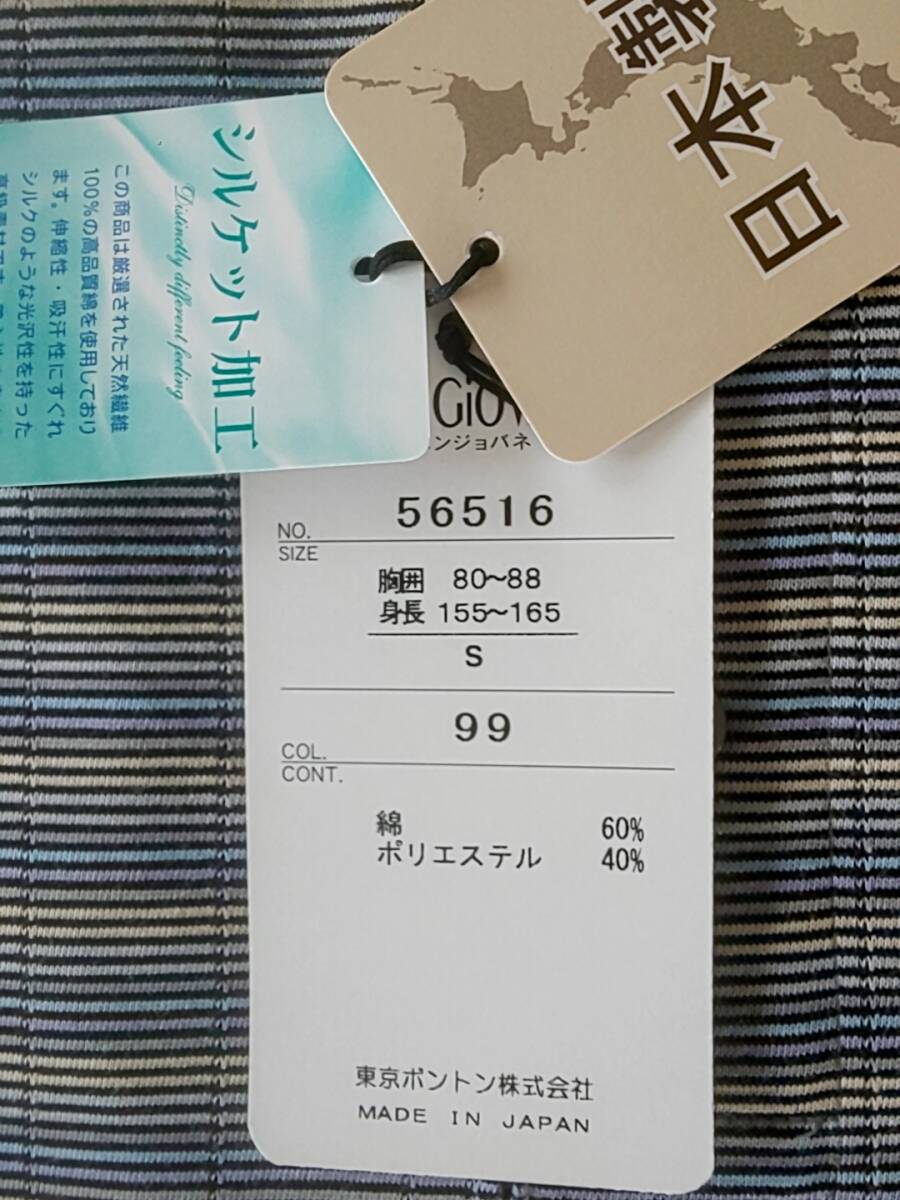 日本
シルケット加工
Distinctly different feeling
この商品は厳選された天然繊維
100%の高品質綿を使用しており
ます。伸縮性・吸汗性にすぐれ
シルケのような光沢性を持った
ンジョバネ
NO. 56516
SIZE
胸囲 80〜88
身長 155〜165
S
COL. 99
CONT.
綿 60%
ポリエステル 40%
東京ボントン株式会社
MADE IN JAPAN